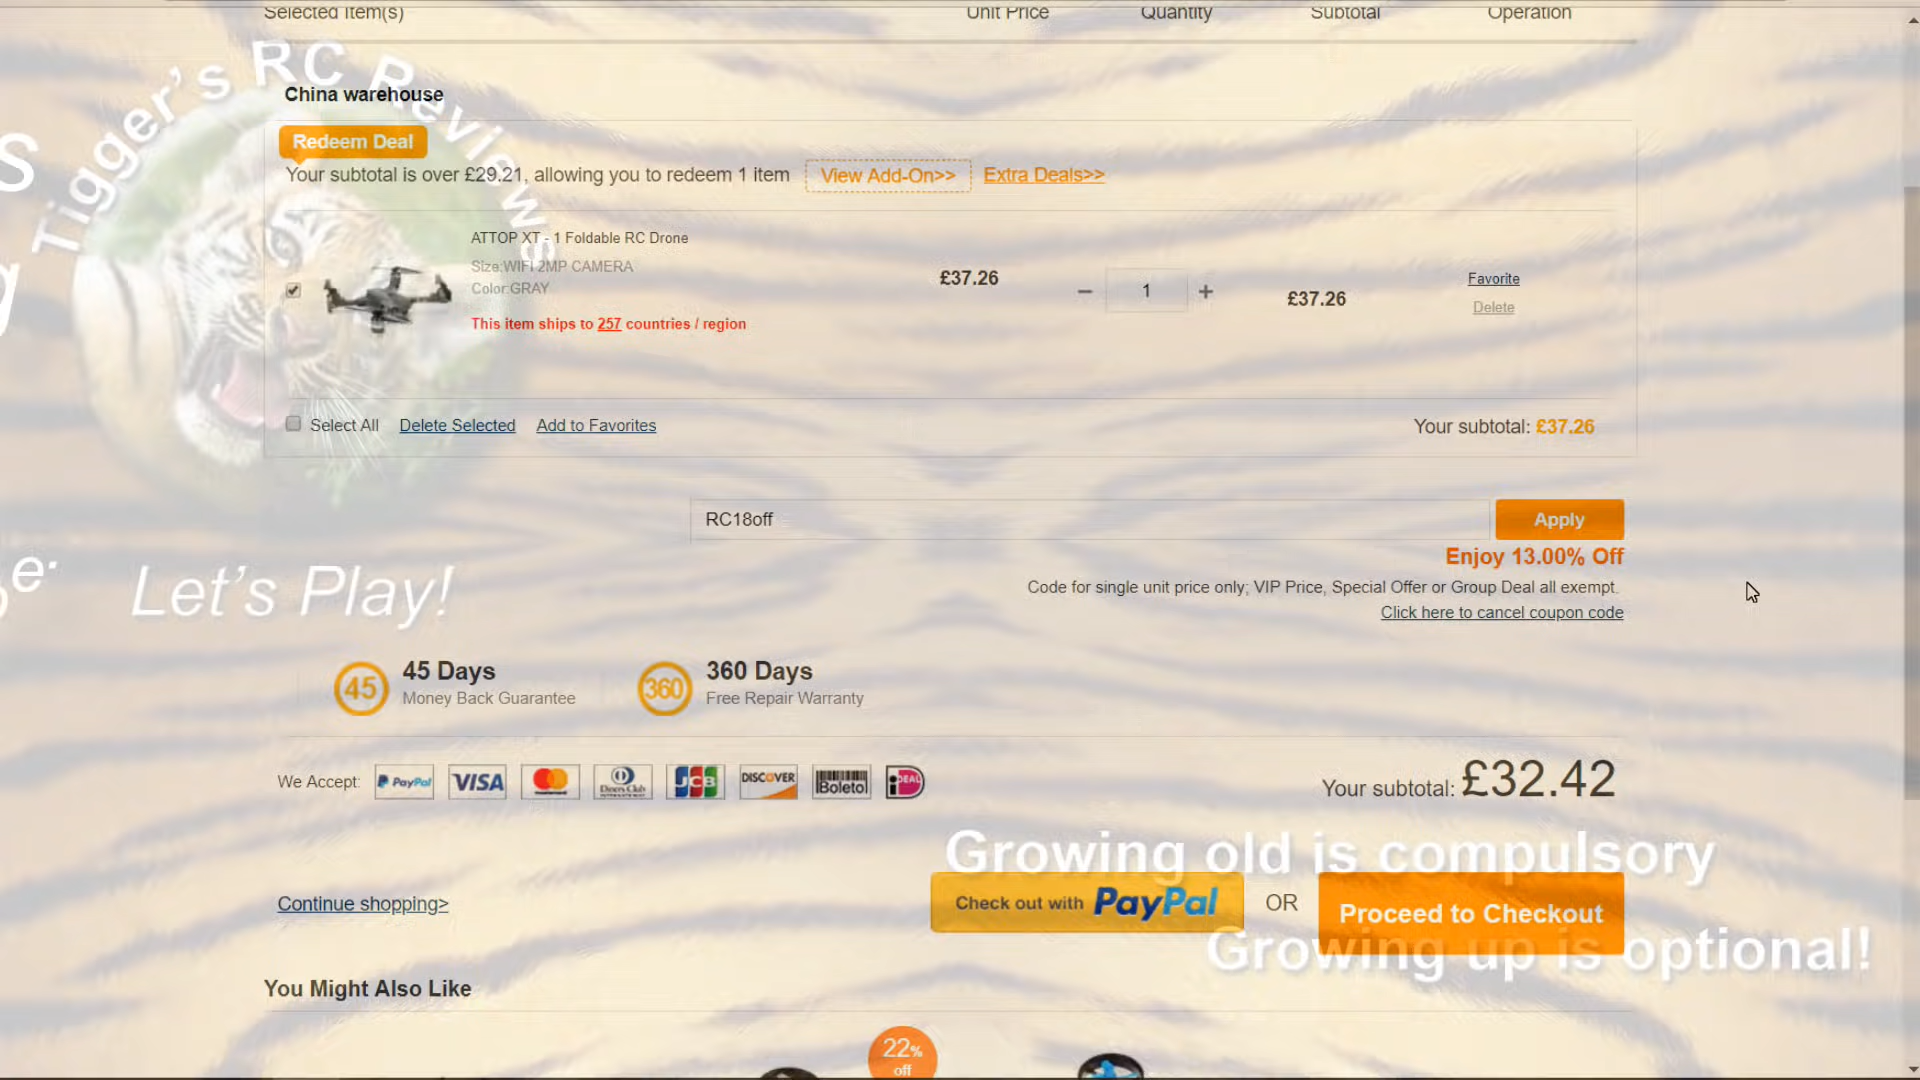 Selected Item(s) Unit Price Quantity Subtotal Operation
Tigger's RC Reviews
China warehouse
Redeem Deal
Your subtotal is over £29.21, allowing you to redeem 1 item View Add-On>> Extra Deals>>
ATTOP XT - 1 Foldable RC Drone
Size:WIFI 2MP CAMERA
Color:GRAY
This item ships to 257 countries / region
£37.26 − 1 + £37.26
Favorite
Delete
Select All Delete Selected Add to Favorites Your subtotal: £37.26
RC18off Apply
Enjoy 13.00% Off
Code for single unit price only; VIP Price, Special Offer or Group Deal all exempt.
Click here to cancel coupon code
Let's Play!
45 45 Days
Money Back Guarantee
360 360 Days
Free Repair Warranty
We Accept: PayPal VISA Diners Club JCB DISCOVER Boleto iDEAL
Your subtotal: £32.42
Growing old is compulsory
Continue shopping> Check out with PayPal OR Proceed to Checkout
Growing up is optional!
You Might Also Like
22% off